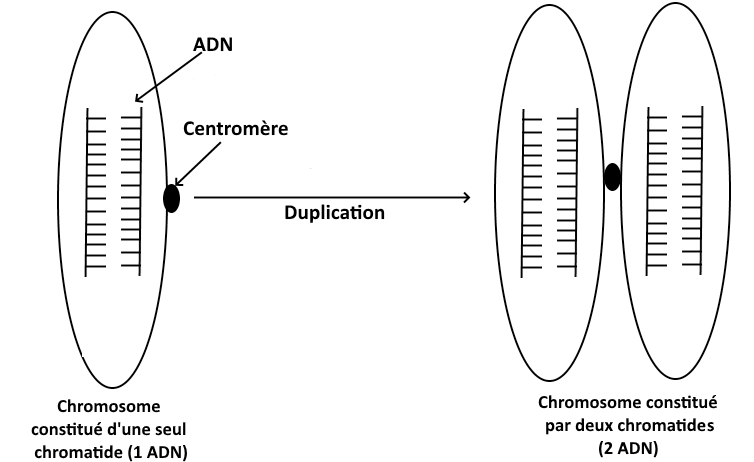 ADN
Centromère
Duplication
Chromosome
constitué d'une seul
chromatide (1 ADN)
Chromosome constitué
par deux chromatides
(2 ADN)